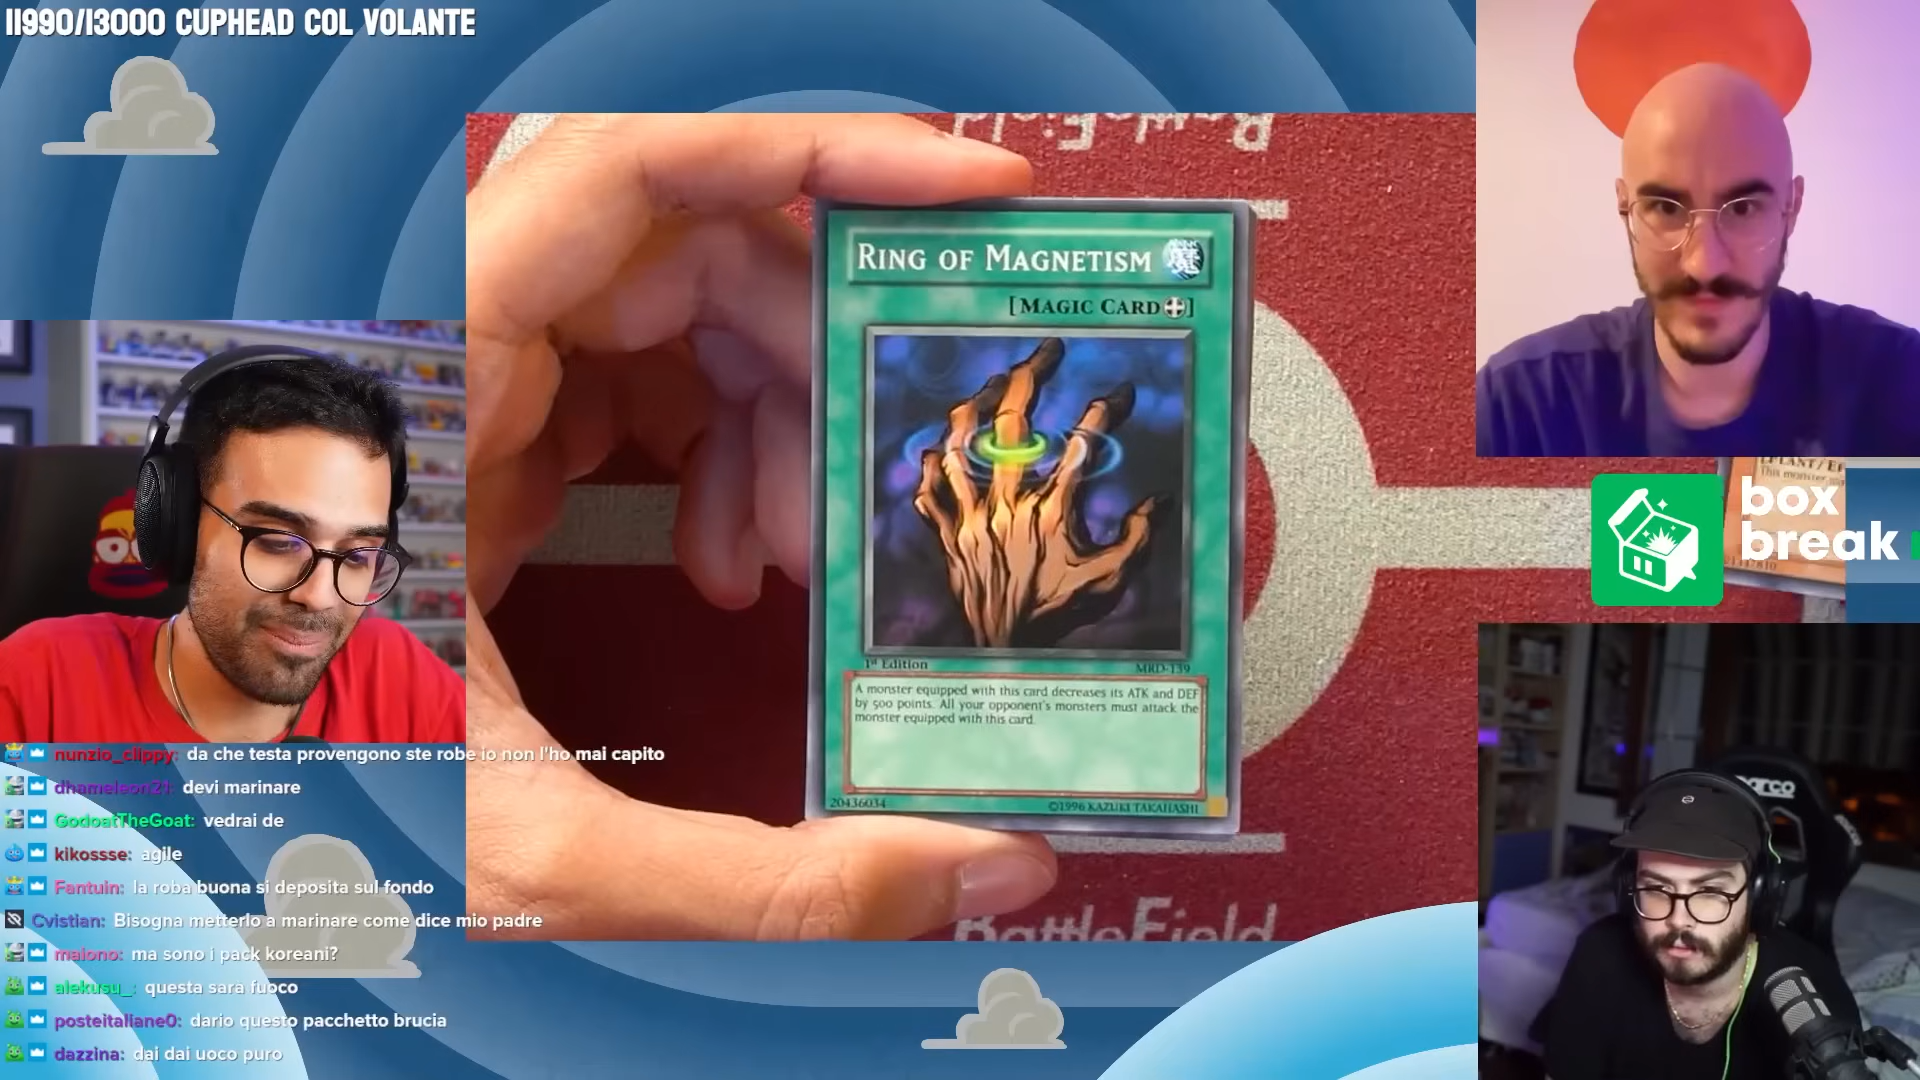 11990/13000 CUPHEAD COL VOLANTE
BattleField
RING OF MAGNETISM
[MAGIC CARD]
1st Edition
MRD-139
A monster equipped with this card decreases its ATK and DEF
by 500 points. All your opponent's monsters must attack the
monster equipped with this card.
20436034
©1996 KAZUKI TAKAHASHI
BattleField
This monster
box
break
nunzio_clippy: da che testa provengono ste robe io non l'ho mai capito
dhameleon21: devi marinare
GodoatTheGoat: vedrai de
kikossse: agile
Fantuin: la roba buona si deposita sul fondo
Cvistian: Bisogna metterlo a marinare come dice mio padre
maiono: ma sono i pack koreani?
alekusu_: questa sara fuoco
posteitaliane0: dario questo pacchetto brucia
dazzina: dai dai uoco puro